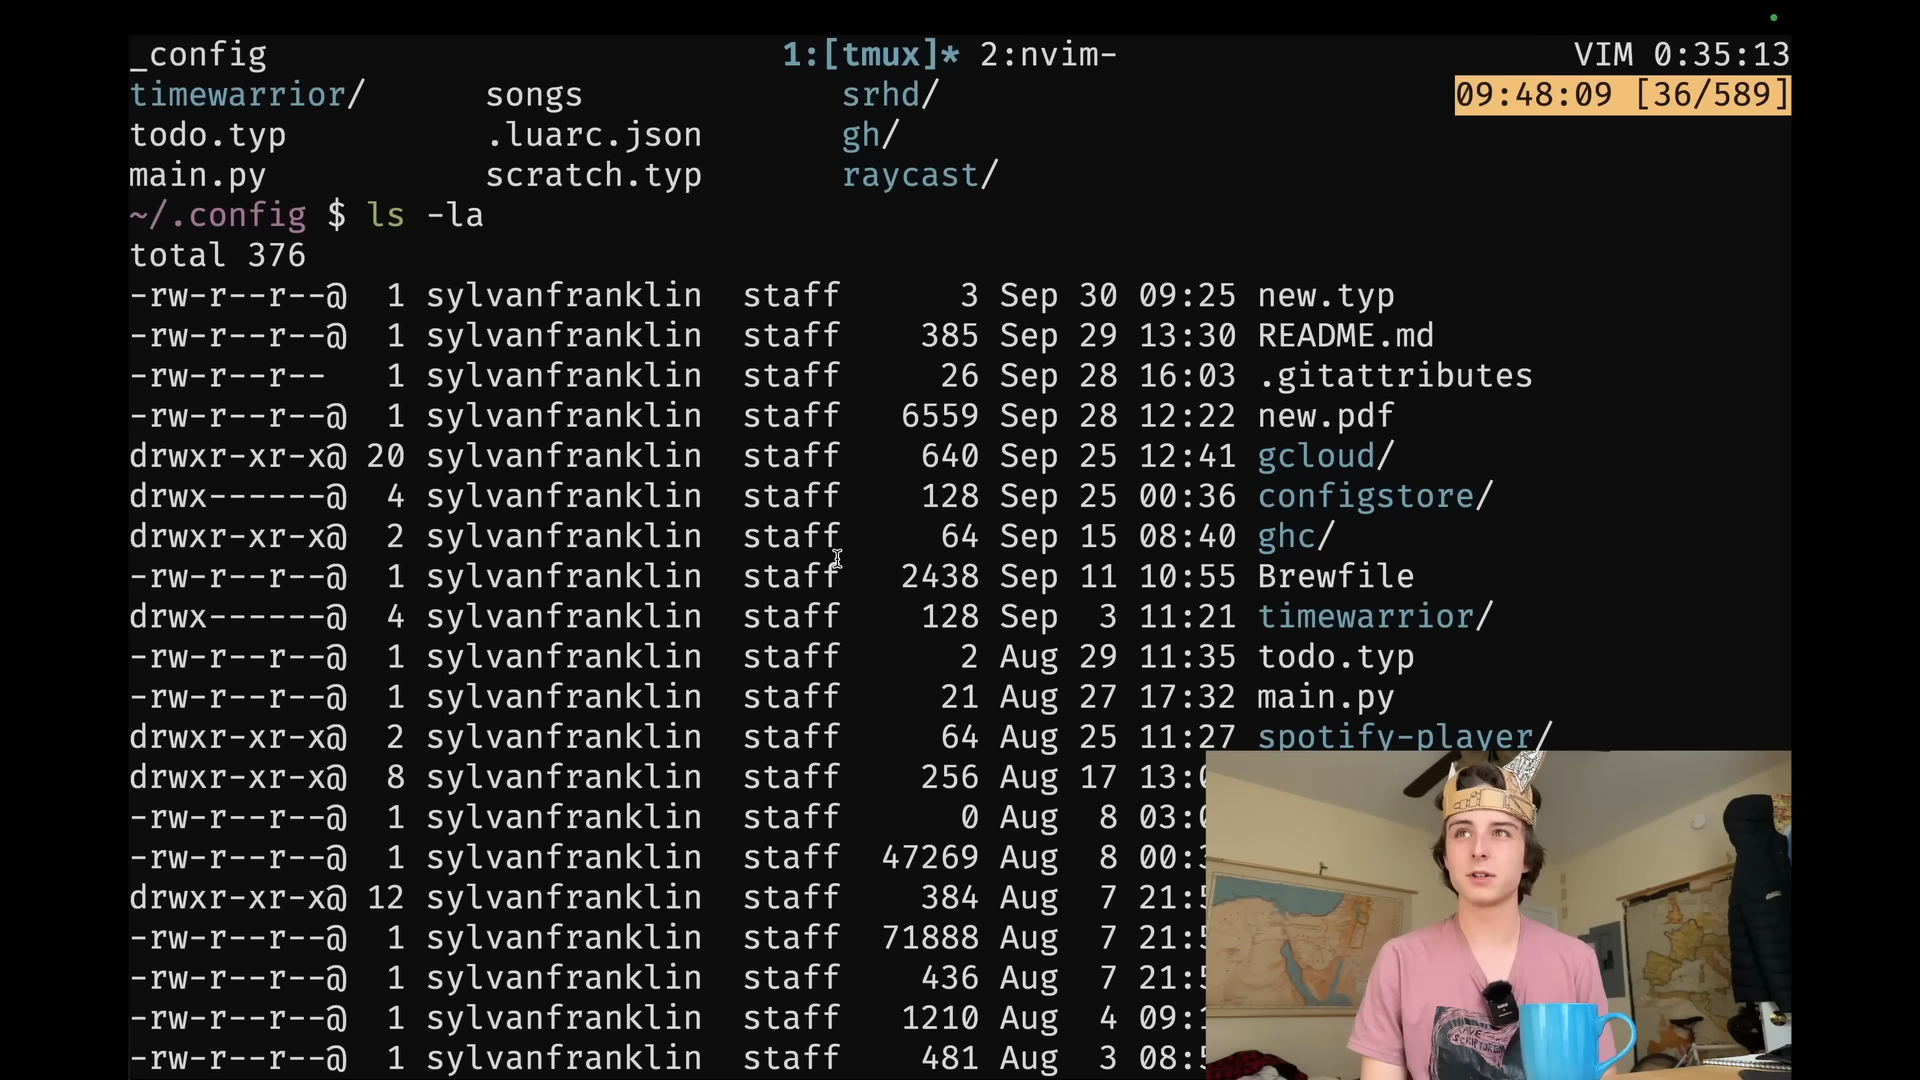 _config 1:[tmux]* 2:nvim- VIM 0:35:13
timewarrior/ songs srhd/ 09:48:09 [36/589]
todo.typ .luarc.json gh/
main.py scratch.typ raycast/
~/.config $ ls -la
total 376
-rw-r--r--@ 1 sylvanfranklin staff 3 Sep 30 09:25 new.typ
-rw-r--r--@ 1 sylvanfranklin staff 385 Sep 29 13:30 README.md
-rw-r--r-- 1 sylvanfranklin staff 26 Sep 28 16:03 .gitattributes
-rw-r--r--@ 1 sylvanfranklin staff 6559 Sep 28 12:22 new.pdf
drwxr-xr-x@ 20 sylvanfranklin staff 640 Sep 25 12:41 gcloud/
drwx------@ 4 sylvanfranklin staff 128 Sep 25 00:36 configstore/
drwxr-xr-x@ 2 sylvanfranklin staff 64 Sep 15 08:40 ghc/
-rw-r--r--@ 1 sylvanfranklin staff 2438 Sep 11 10:55 Brewfile
drwx------@ 4 sylvanfranklin staff 128 Sep 3 11:21 timewarrior/
-rw-r--r--@ 1 sylvanfranklin staff 2 Aug 29 11:35 todo.typ
-rw-r--r--@ 1 sylvanfranklin staff 21 Aug 27 17:32 main.py
drwxr-xr-x@ 2 sylvanfranklin staff 64 Aug 25 11:27 spotify-player/
drwxr-xr-x@ 8 sylvanfranklin staff 256 Aug 17 13:
-rw-r--r--@ 1 sylvanfranklin staff 0 Aug 8 03:
-rw-r--r--@ 1 sylvanfranklin staff 47269 Aug 8 00:
drwxr-xr-x@ 12 sylvanfranklin staff 384 Aug 7 21:
-rw-r--r--@ 1 sylvanfranklin staff 71888 Aug 7 21:
-rw-r--r--@ 1 sylvanfranklin staff 436 Aug 7 21:
-rw-r--r--@ 1 sylvanfranklin staff 1210 Aug 4 09:
-rw-r--r--@ 1 sylvanfranklin staff 481 Aug 3 08: